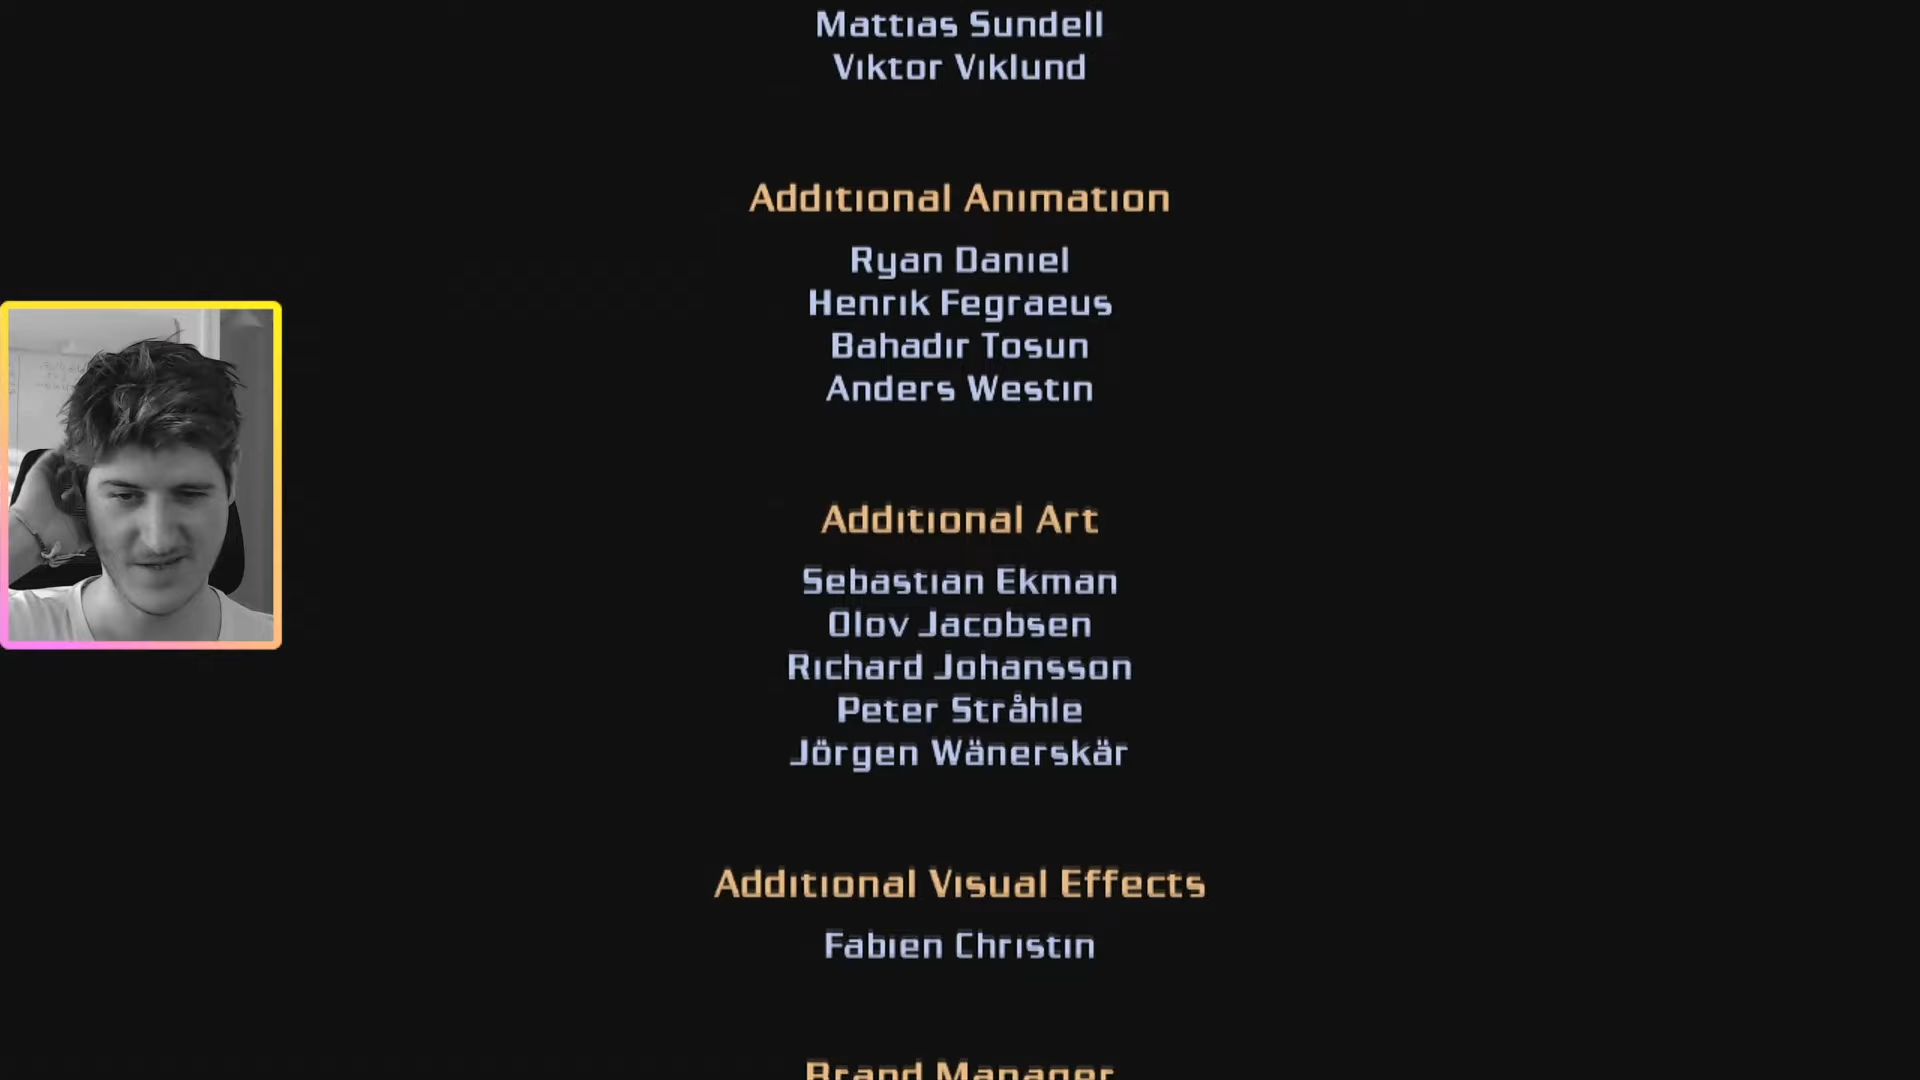 Mattias Sundell
Viktor Viklund
Additional Animation
Ryan Daniel
Henrik Fegraeus
Bahadır Tosun
Anders Westin
Additional Art
Sebastian Ekman
Olov Jacobsen
Richard Johansson
Peter Stråhle
Jörgen Wänerskär
Additional Visual Effects
Fabien Christin
Brand Manager